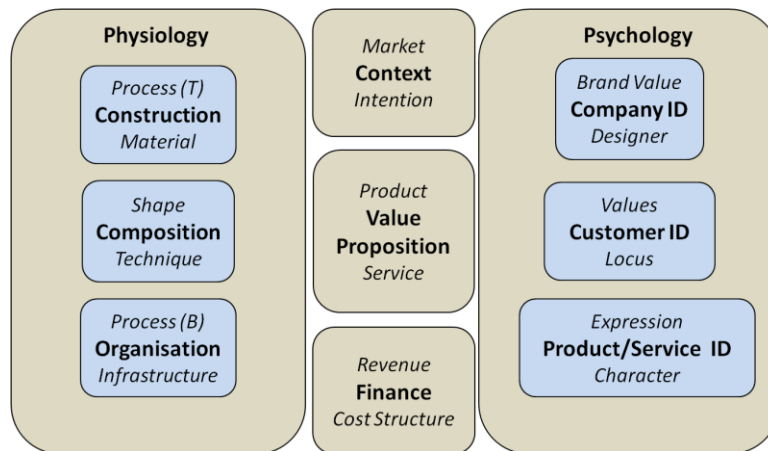 Physiology
Process (T)
Construction
Material
Shape
Composition
Technique
Process (B)
Organisation
Infrastructure
Market
Context
Intention
Product
Value
Proposition
Service
Revenue
Finance
Cost Structure
Psychology
Brand Value
Company ID
Designer
Values
Customer ID
Locus
Expression
Product/Service ID
Character